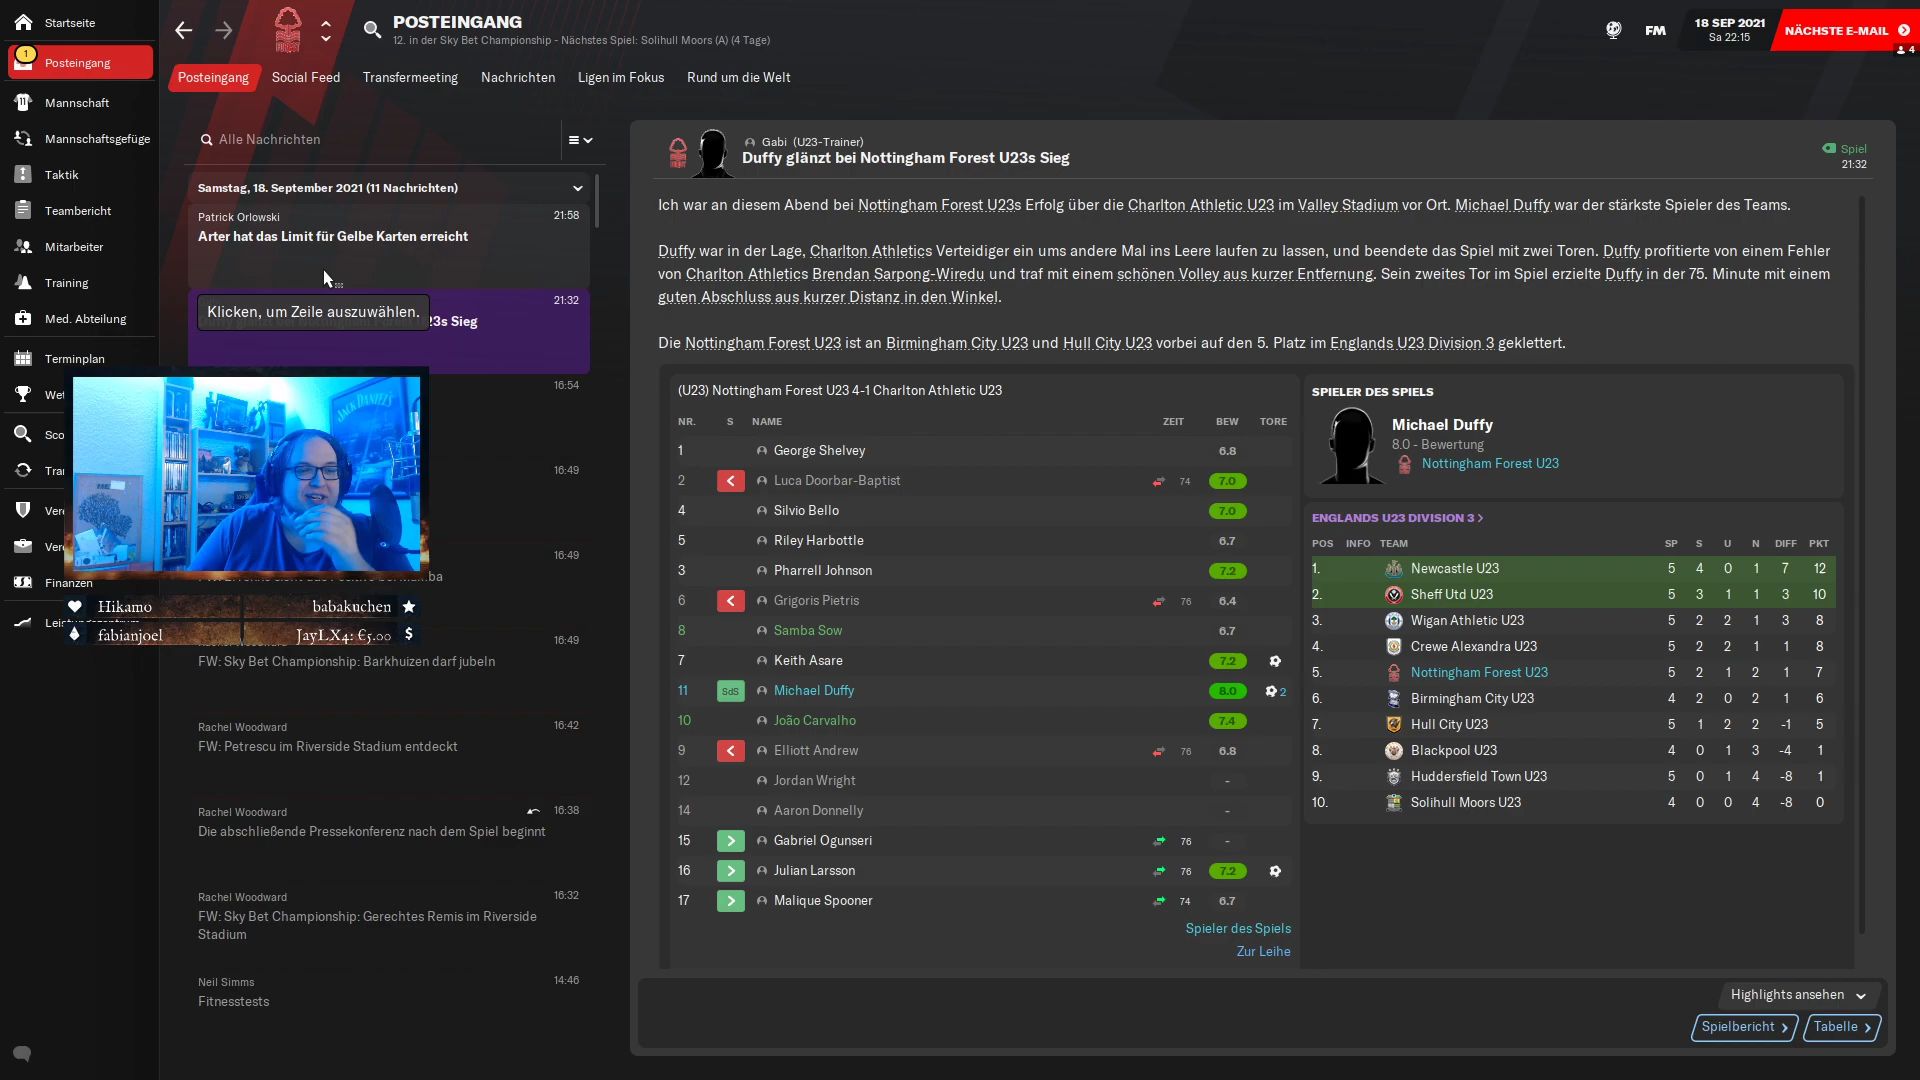 Startseite
1
Posteingang
Mannschaft
Mannschaftsgefüge
Taktik
Teambericht
Mitarbeiter
Training
Med. Abteilung
Terminplan
Finanzen
POSTEINGANG
12. in der Sky Bet Championship - Nächstes Spiel: Solihull Moors (A) (4 Tage)
FM
18 SEP 2021
Sa 22:15
NÄCHSTE E-MAIL
4
Posteingang
Social Feed
Transfermeeting
Nachrichten
Ligen im Fokus
Rund um die Welt
Alle Nachrichten
Samstag, 18. September 2021 (11 Nachrichten)
Patrick Orlowski 21:58
Arter hat das Limit für Gelbe Karten erreicht
21:32
Klicken, um Zeile auszuwählen.
23s Sieg
16:54
16:49
16:49
JACK DANIEL'S
Hikamo
babakuchen
fabianjoel
JayLX4: €5.00
16:49
FW: Sky Bet Championship: Barkhuizen darf jubeln
Rachel Woodward 16:42
FW: Petrescu im Riverside Stadium entdeckt
Rachel Woodward 16:38
Die abschließende Pressekonferenz nach dem Spiel beginnt
Rachel Woodward 16:32
FW: Sky Bet Championship: Gerechtes Remis im Riverside
Stadium
Neil Simms 14:46
Fitnesstests
Gabi (U23-Trainer)
Duffy glänzt bei Nottingham Forest U23s Sieg
Spiel
21:32
Ich war an diesem Abend bei Nottingham Forest U23s Erfolg über die Charlton Athletic U23 im Valley Stadium vor Ort. Michael Duffy war der stärkste Spieler des Teams.
Duffy war in der Lage, Charlton Athletics Verteidiger ein ums andere Mal ins Leere laufen zu lassen, und beendete das Spiel mit zwei Toren. Duffy profitierte von einem Fehler
von Charlton Athletics Brendan Sarpong-Wiredu und traf mit einem schönen Volley aus kurzer Entfernung. Sein zweites Tor im Spiel erzielte Duffy in der 75. Minute mit einem
guten Abschluss aus kurzer Distanz in den Winkel.
Die Nottingham Forest U23 ist an Birmingham City U23 und Hull City U23 vorbei auf den 5. Platz im Englands U23 Division 3 geklettert.
(U23) Nottingham Forest U23 4-1 Charlton Athletic U23
NR. S NAME ZEIT BEW TORE
1 George Shelvey 6.8
2 Luca Doorbar-Baptist 74 7.0
4 Silvio Bello 7.0
5 Riley Harbottle 6.7
3 Pharrell Johnson 7.2
6 Grigoris Pietris 76 6.4
8 Samba Sow 6.7
7 Keith Asare 7.2
11 SdS Michael Duffy 8.0 2
10 João Carvalho 7.4
9 Elliott Andrew 76 6.8
12 Jordan Wright -
14 Aaron Donnelly -
15 Gabriel Ogunseri 76 -
16 Julian Larsson 76 7.2
17 Malique Spooner 74 6.7
Spieler des Spiels
Zur Leihe
SPIELER DES SPIELS
Michael Duffy
8.0 - Bewertung
Nottingham Forest U23
ENGLANDS U23 DIVISION 3 >
POS INFO TEAM SP S U N DIFF PKT
1. Newcastle U23 5 4 0 1 7 12
2. Sheff Utd U23 5 3 1 1 3 10
3. Wigan Athletic U23 5 2 2 1 3 8
4. Crewe Alexandra U23 5 2 2 1 1 8
5. Nottingham Forest U23 5 2 1 2 1 7
6. Birmingham City U23 4 2 0 2 1 6
7. Hull City U23 5 1 2 2 -1 5
8. Blackpool U23 4 0 1 3 -4 1
9. Huddersfield Town U23 5 0 1 4 -8 1
10. Solihull Moors U23 4 0 0 4 -8 0
Highlights ansehen
Spielbericht >
Tabelle >